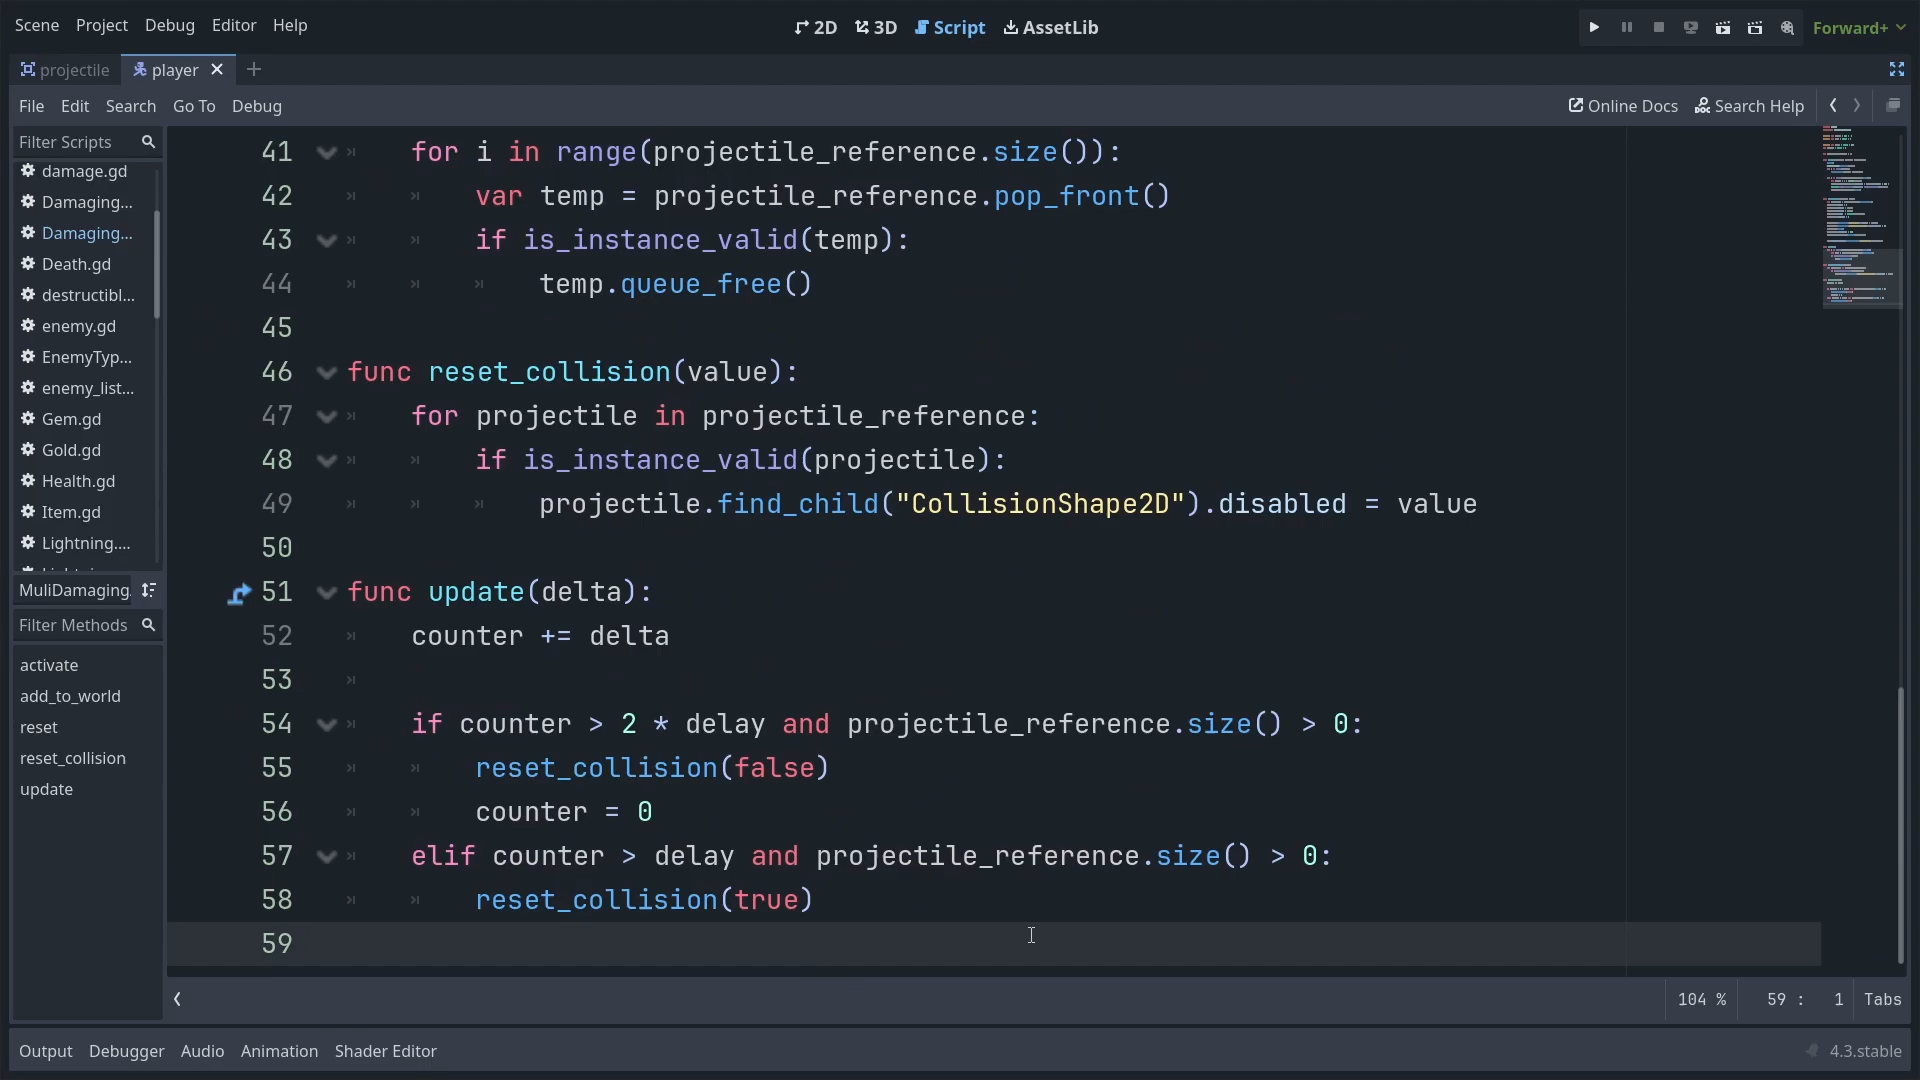 Scene Project Debug Editor Help
2D 3D Script AssetLib
Forward+
projectile player
File Edit Search Go To Debug
Online Docs Search Help
Filter Scripts
damage.gd
Damaging...
Damaging...
Death.gd
destructibl...
enemy.gd
EnemyTyp...
enemy_list...
Gem.gd
Gold.gd
Health.gd
Item.gd
Lightning....
MuliDamaging
Filter Methods
activate
add_to_world
reset
reset_collision
update
41 for i in range(projectile_reference.size()):
42 var temp = projectile_reference.pop_front()
43 if is_instance_valid(temp):
44 temp.queue_free()
45
46 func reset_collision(value):
47 for projectile in projectile_reference:
48 if is_instance_valid(projectile):
49 projectile.find_child("CollisionShape2D").disabled = value
50
51 func update(delta):
52 counter += delta
53
54 if counter > 2 * delay and projectile_reference.size() > 0:
55 reset_collision(false)
56 counter = 0
57 elif counter > delay and projectile_reference.size() > 0:
58 reset_collision(true)
59
104 % 59 : 1 Tabs
Output Debugger Audio Animation Shader Editor
4.3.stable